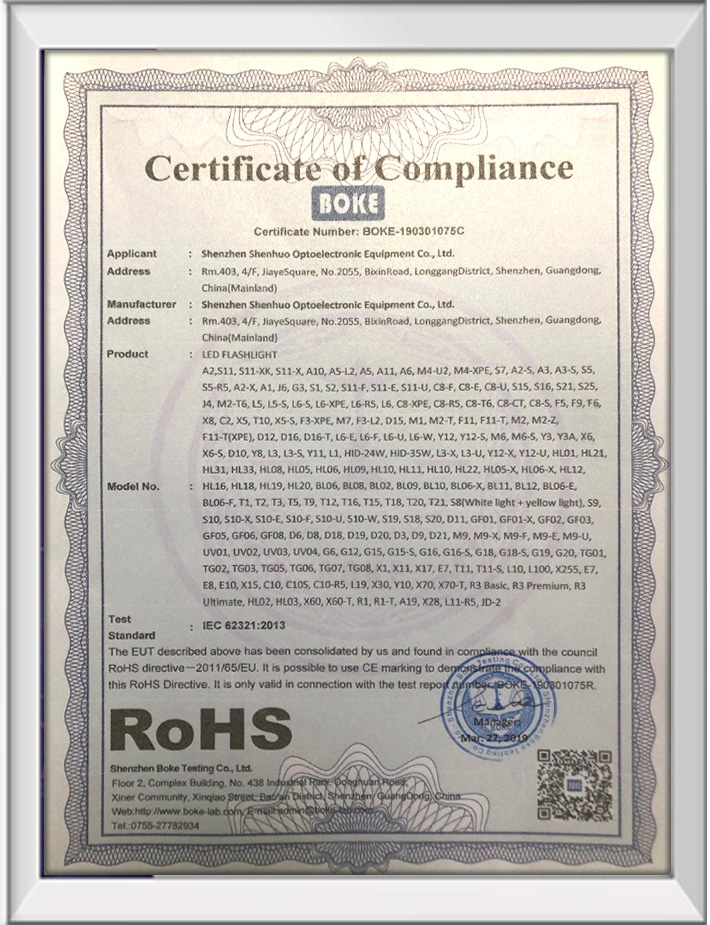 Certificate of Compliance
BOKE
Certificate Number: BOKE-190301075C
Applicant : Shenzhen Shenhuo Optoelectronic Equipment Co., Ltd.
Address : Rm.403, 4/F, JiayeSquare, No.2055, BixinRoad, LonggangDistrict, Shenzhen, Guangdong,
China(Mainland)
Manufacturer : Shenzhen Shenhuo Optoelectronic Equipment Co., Ltd.
Address : Rm.403, 4/F, JiayeSquare, No.2055, BixinRoad, LonggangDistrict, Shenzhen, Guangdong,
China(Mainland)
Product : LED FLASHLIGHT
A2,S11, S11-XK, S11-X, A10, A5-L2, A5, A11, A6, M4-U2, M4-XPE, S7, A2-S, A3, A3-S, S5,
S5-R5, A2-X, A1, J6, G3, S1, S2, S11-F, S11-E, S11-U, C8-F, C8-E, C8-U, S15, S16, S21, S25,
J4, M2-T6, L5, L5-S, L6-S, L6-XPE, L6-R5, L6, C8-XPE, C8-R5, C8-T6, C8-CT, C8-S, F5, F9, F6,
X8, C2, X5, T10, X5-S, F3-XPE, M7, F3-L2, D15, M1, M2-T, F11, F11-T, M2, M2-Z,
F11-T(XPE), D12, D16, D16-T, L6-E, L6-F, L6-U, L6-W, Y12, Y12-S, M6, M6-S, Y3, Y3A, X6,
X6-S, D10, Y8, L3, L3-S, Y11, L1, HID-24W, HID-35W, L3-X, L3-U, Y12-X, Y12-U, HL01, HL21,
HL31, HL33, HL08, HL05, HL06, HL09, HL10, HL11, HL10, HL22, HL05-X, HL06-X, HL12,
Model No. : HL16, HL18, HL19, HL20, BL06, BL08, BL02, BL09, BL10, BL06-X, BL11, BL12, BL06-E,
BL06-F, T1, T2, T3, T5, T9, T12, T16, T15, T18, T20, T21, S8(White light + yellow light), S9,
S10, S10-X, S10-E, S10-F, S10-U, S10-W, S19, S18, S20, D11, GF01, GF01-X, GF02, GF03,
GF05, GF06, GF08, D6, D8, D18, D19, D20, D3, D9, D21, M9, M9-X, M9-F, M9-E, M9-U,
UV01, UV02, UV03, UV04, G6, G12, G15, G15-S, G16, G16-S, G18, G18-S, G19, G20, TG01,
TG02, TG03, TG05, TG06, TG07, TG08, X1, X11, X17, E7, T11, T11-S, L10, L100, X255, E7,
E8, E10, X15, C10, C10S, C10-R5, L19, X30, Y10, X70, X70-T, R3 Basic, R3 Premium, R3
Ultimate, HL02, HL03, X60, X60-T, R1, R1-T, A19, X28, L11-R5, JD-2
Test
Standard : IEC 62321:2013
The EUT described above has been consolidated by us and found in compliance with the council
RoHS directive—2011/65/EU. It is possible to use CE marking to demonstrate the compliance with
this RoHS Directive. It is only valid in connection with the test report number: BOKE-190301075R.
RoHS
Manager:
Mar. 27, 2019
Shenzhen Boke Testing Co., Ltd.
Floor 2, Complex Building, No. 438 Industrial Park, Donghuan Road,
Xiner Community, Xinqiao Street, Bao'an District, Shenzhen, GuangDong, China
Web:http://www.boke-lab.com, E-mail:admin@boke-lab.com
Tel.:0755-27782934